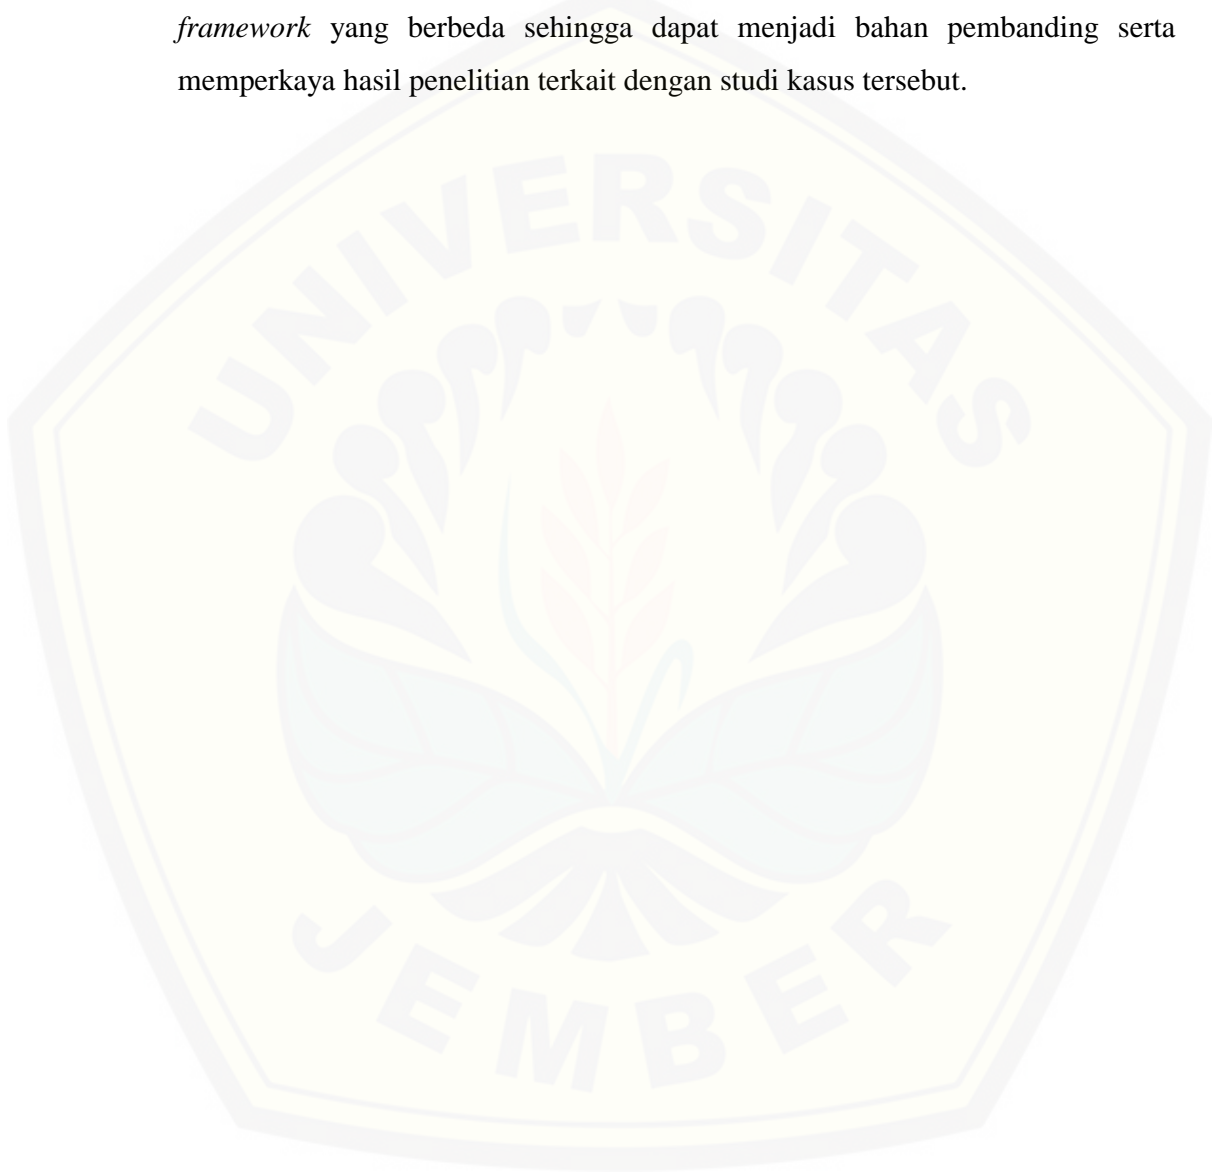 framework yang berbeda sehingga dapat menjadi bahan pembanding serta
memperkaya hasil penelitian terkait dengan studi kasus tersebut.
UNIVERSITAS
JEMBER